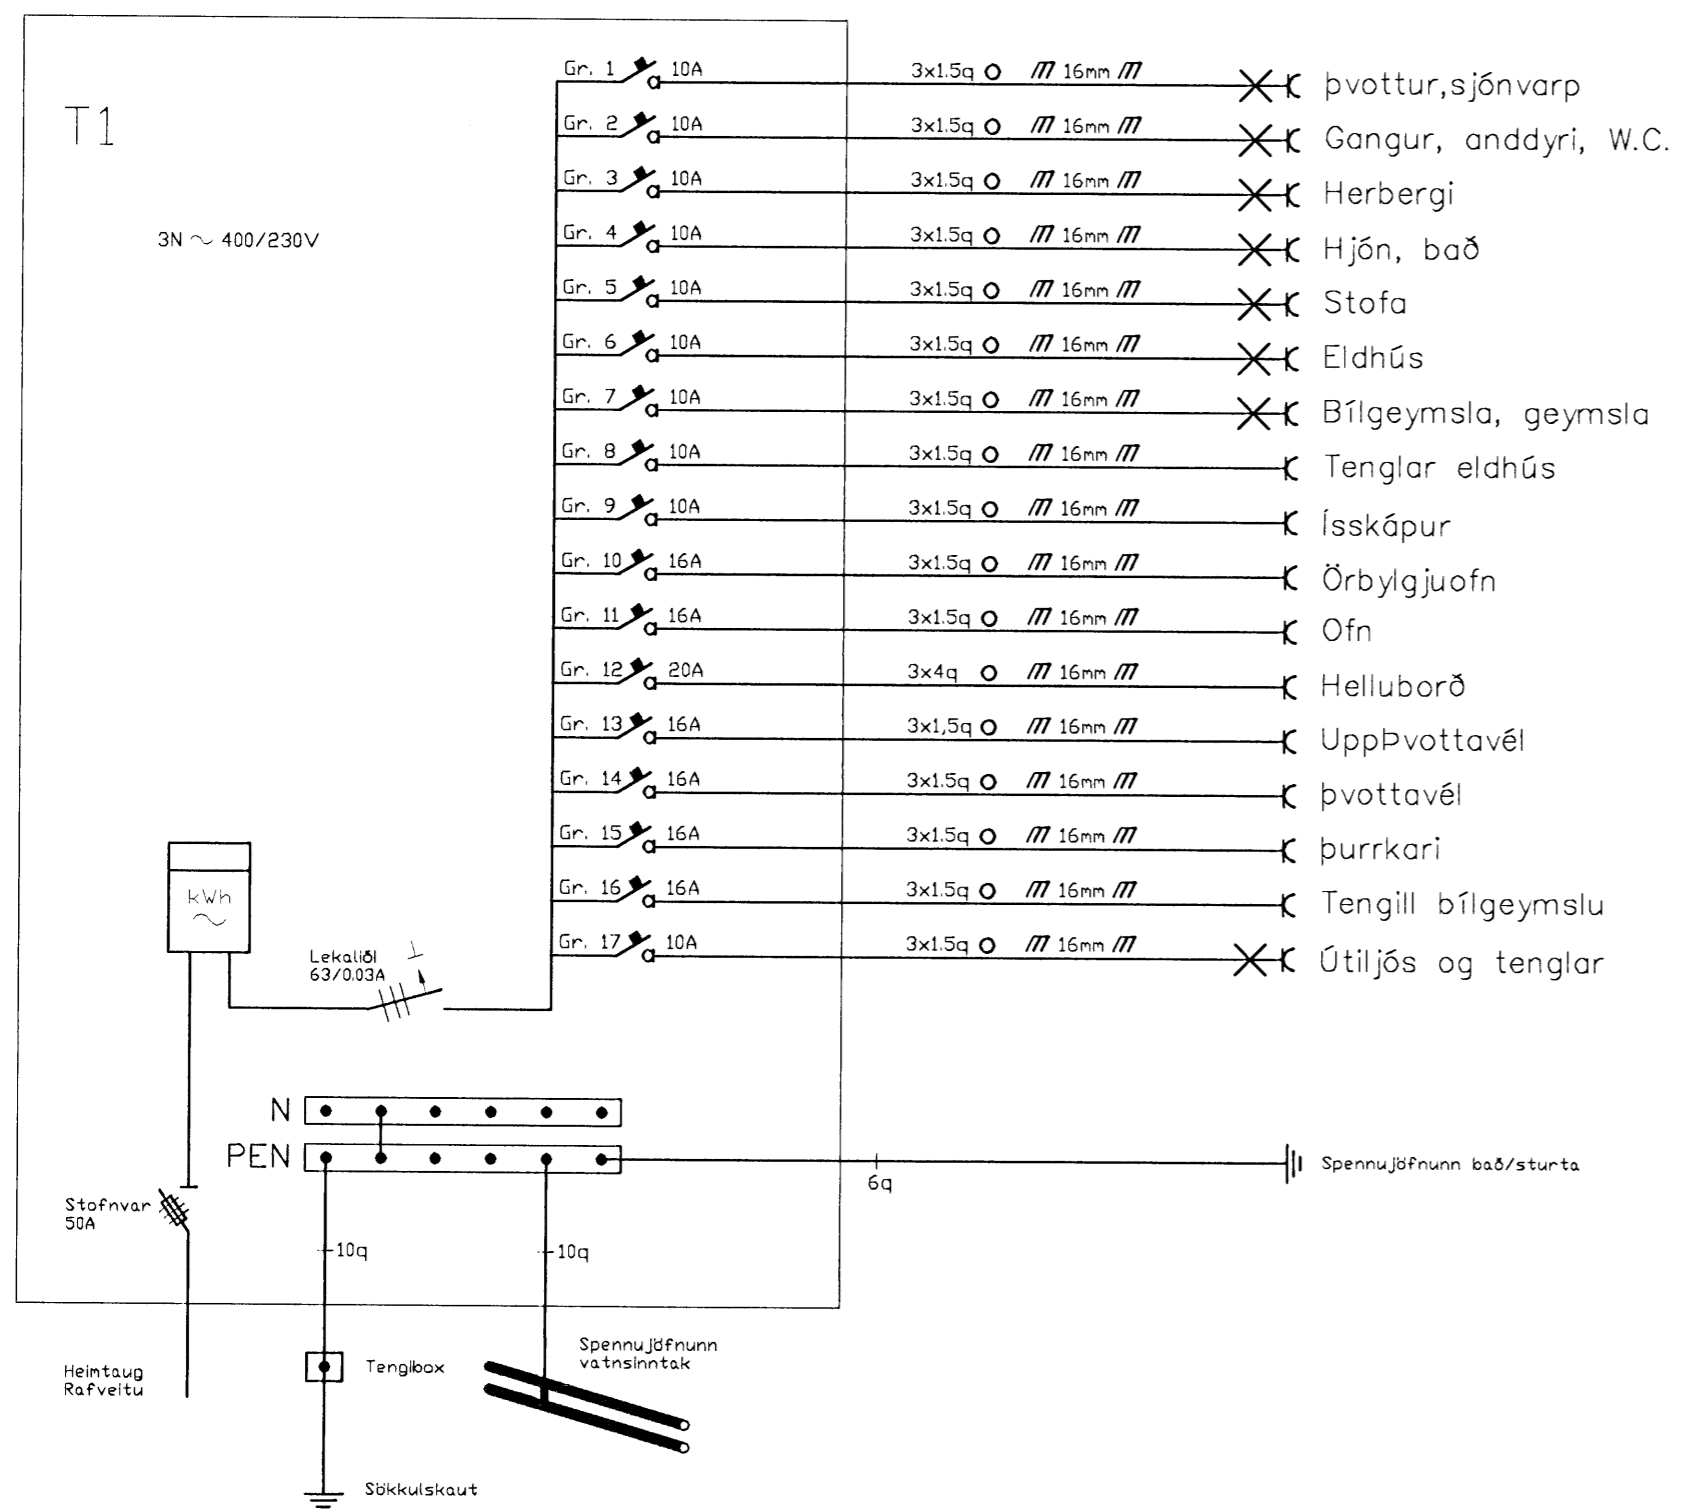 T1
3N ~ 400/230V
Gr. 1 10A 3x1.5q 16mm þvottur,sjónvarp
Gr. 2 10A 3x1.5q 16mm Gangur, anddyri, W.C.
Gr. 3 10A 3x1.5q 16mm Herbergi
Gr. 4 10A 3x1.5q 16mm Hjón, bað
Gr. 5 10A 3x1.5q 16mm Stofa
Gr. 6 10A 3x1.5q 16mm Eldhús
Gr. 7 10A 3x1.5q 16mm Bílgeymsla, geymsla
Gr. 8 10A 3x1.5q 16mm Tenglar eldhús
Gr. 9 10A 3x1.5q 16mm Ísskápur
Gr. 10 16A 3x1.5q 16mm Örbylgjuofn
Gr. 11 16A 3x1.5q 16mm Ofn
Gr. 12 20A 3x4q 16mm Helluborð
Gr. 13 16A 3x1,5q 16mm UppÞvottavél
Gr. 14 16A 3x1.5q 16mm þvottavél
Gr. 15 16A 3x1.5q 16mm þurrkari
Gr. 16 16A 3x1.5q 16mm Tengill bílgeymslu
Gr. 17 10A 3x1.5q 16mm Útiljós og tenglar
kWh
~
Lekaliði
63/0.03A
N
PEN
6q
Spennujöfnunn bað/sturta
Stofnvar
50A
10q
10q
Heimtaug
Rafveitu
Tenglbox
Spennujöfnunn
vatnsinntak
Sökkulskaut